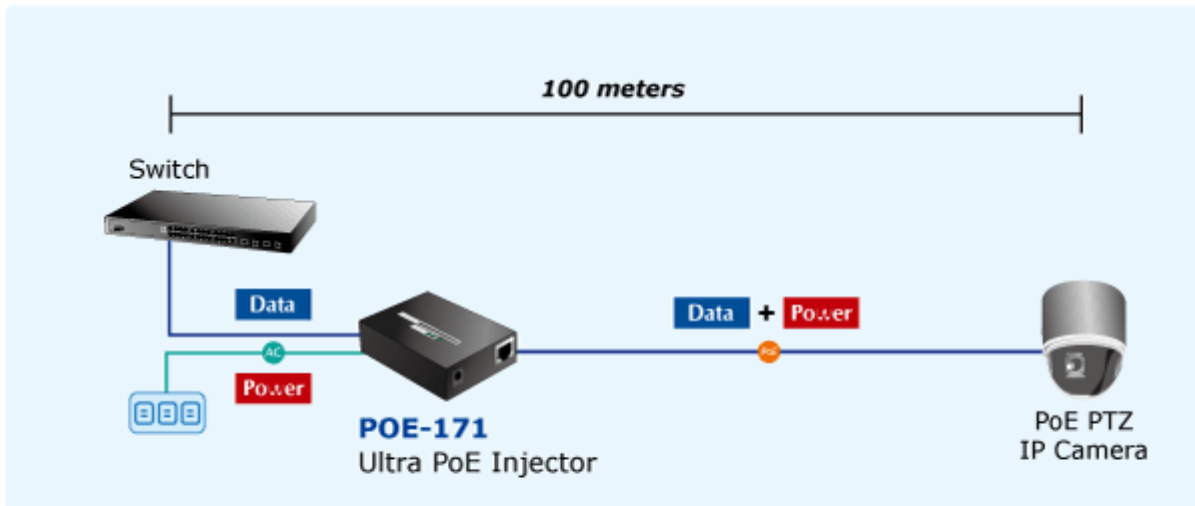 100 meters
Switch
Data
Data + Power
AC
PoE
Power
POE-171
Ultra PoE Injector
PoE PTZ
IP Camera